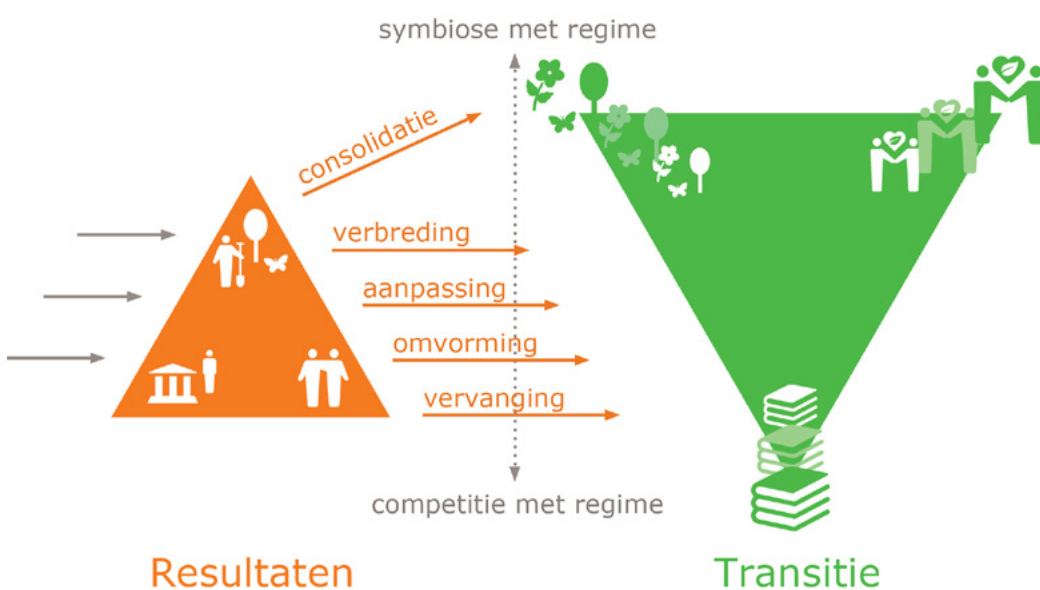 symbiose met regime
consolidatie
verbreding
aanpassing
omvorming
vervanging
competitie met regime
Resultaten
Transitie